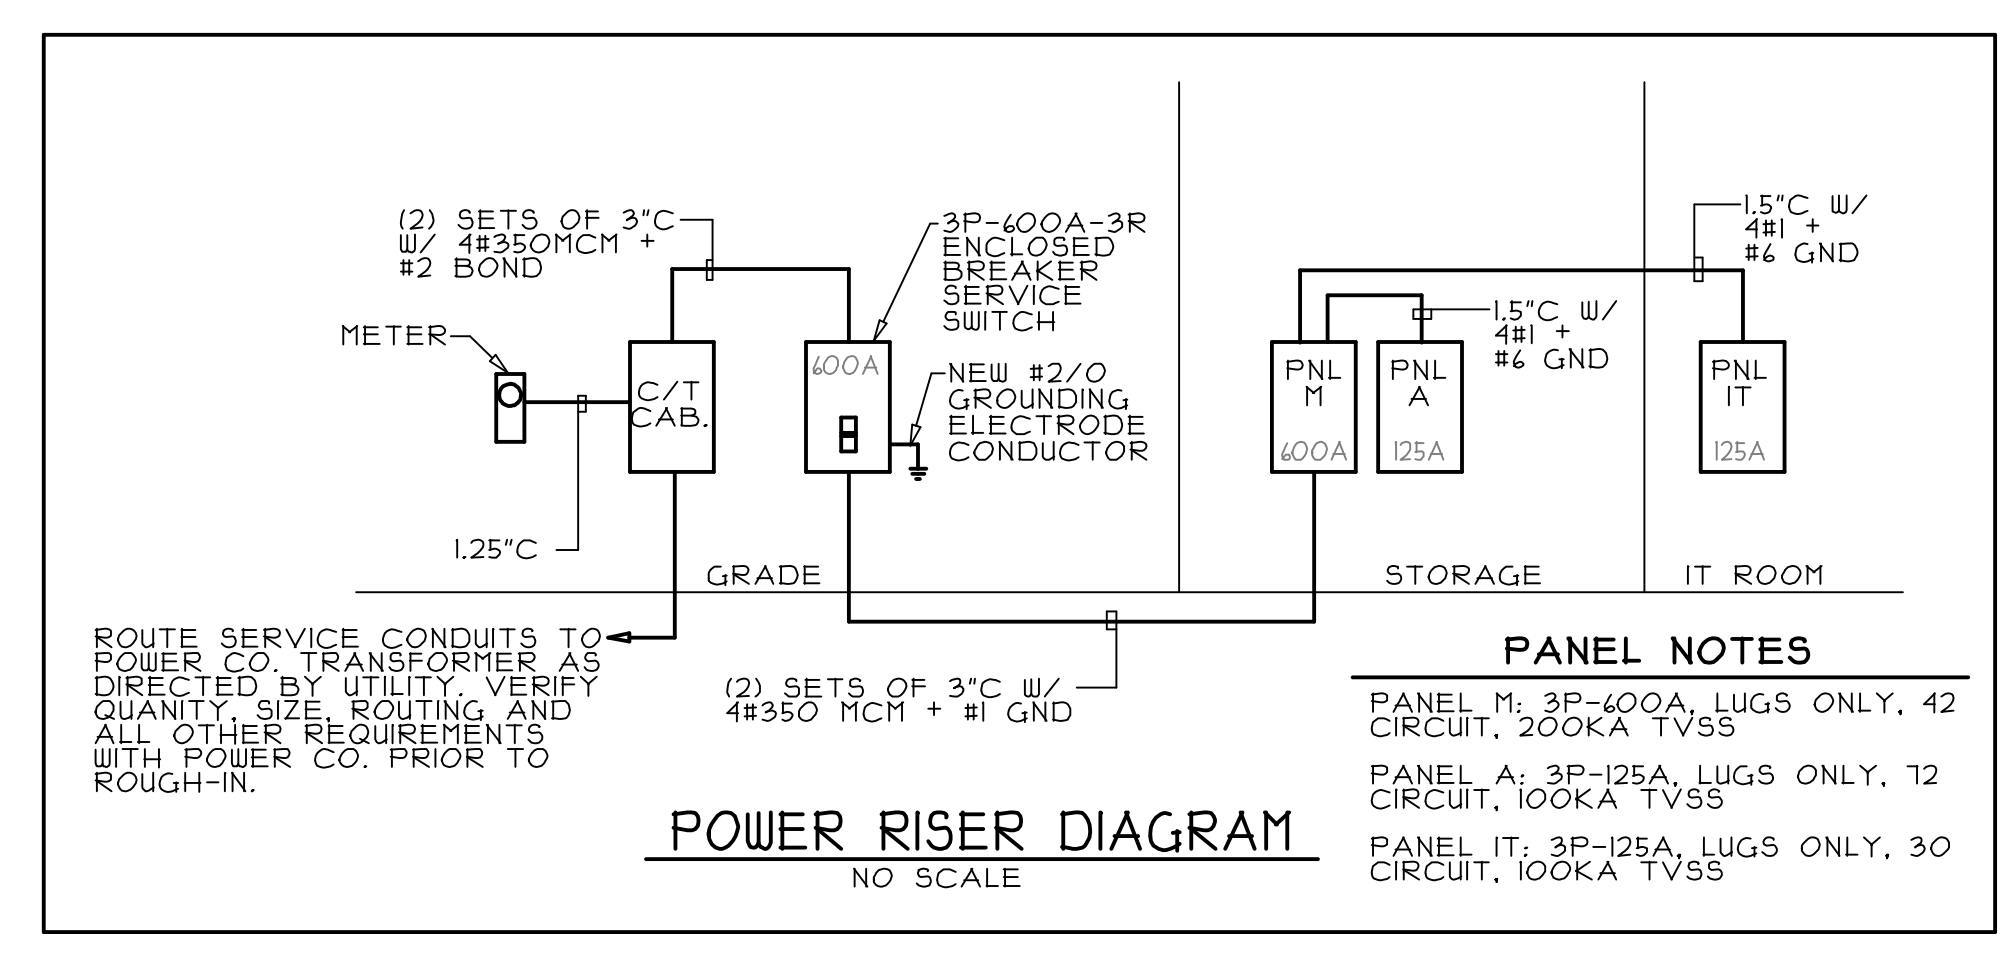 (2) SETS OF 3"C
W/ 4#350MCM +
#2 BOND
METER
C/T
CAB.
1.25"C
600A
3P-600A-3R
ENCLOSED
BREAKER
SERVICE
SWITCH
NEW #2/0
GROUNDING
ELECTRODE
CONDUCTOR
PNL
M
600A
PNL
A
125A
1.5"C W/
4#1 +
#6 GND
1.5"C W/
4#1 +
#6 GND
PNL
IT
125A
GRADE
STORAGE
IT ROOM
ROUTE SERVICE CONDUITS TO
POWER CO. TRANSFORMER AS
DIRECTED BY UTILITY. VERIFY
QUANITY, SIZE, ROUTING AND
ALL OTHER REQUIREMENTS
WITH POWER CO. PRIOR TO
ROUGH-IN.
(2) SETS OF 3"C W/
4#350 MCM + #1 GND
PANEL NOTES
PANEL M: 3P-600A, LUGS ONLY, 42
CIRCUIT, 200KA TVSS
PANEL A: 3P-125A, LUGS ONLY, 72
CIRCUIT, 100KA TVSS
PANEL IT: 3P-125A, LUGS ONLY, 30
CIRCUIT, 100KA TVSS
POWER RISER DIAGRAM
NO SCALE